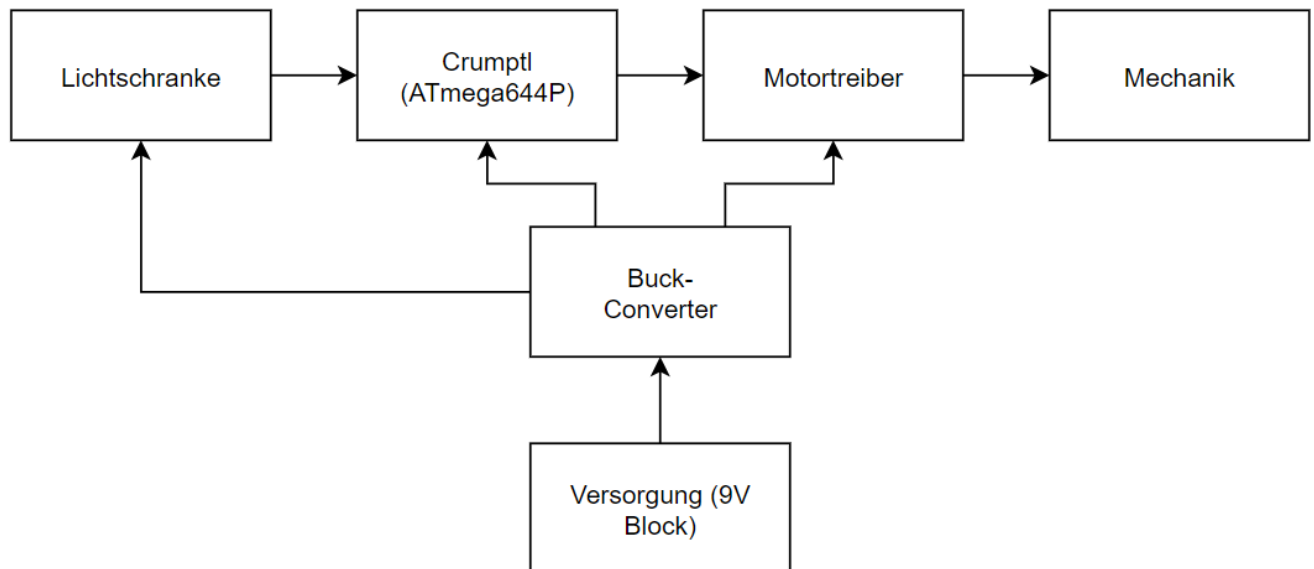 Lichtschranke
Crumptl
(ATmega644P)
Motortreiber
Mechanik
Buck-
Converter
Versorgung (9V
Block)